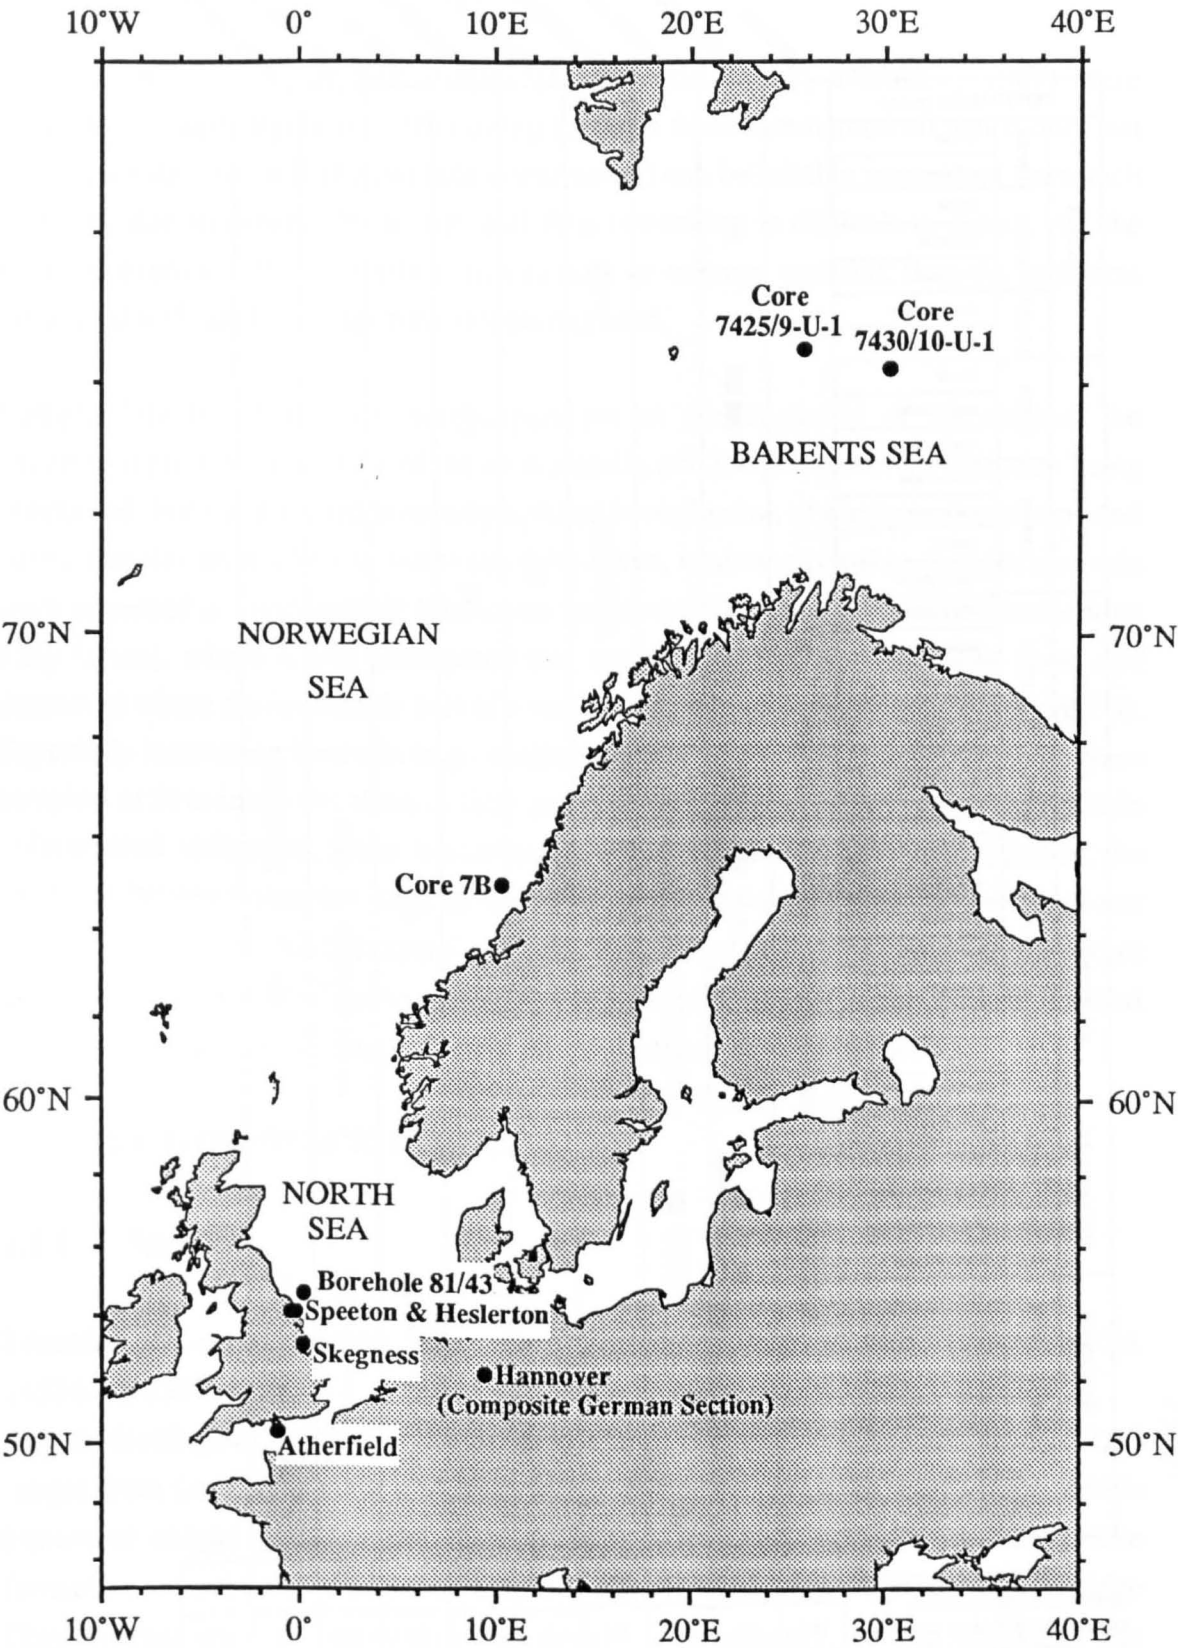 10°W 0° 10°E 20°E 30°E 40°E
Core
7425/9-U-1
Core
7430/10-U-1
BARENTS SEA
70°N
NORWEGIAN
SEA
70°N
Core 7B
60°N
60°N
NORTH
SEA
Borehole 81/43
Speeton & Heslerton
Skegness
Hannover
(Composite German Section)
50°N
Atherfield
50°N
10°W 0° 10°E 20°E 30°E 40°E